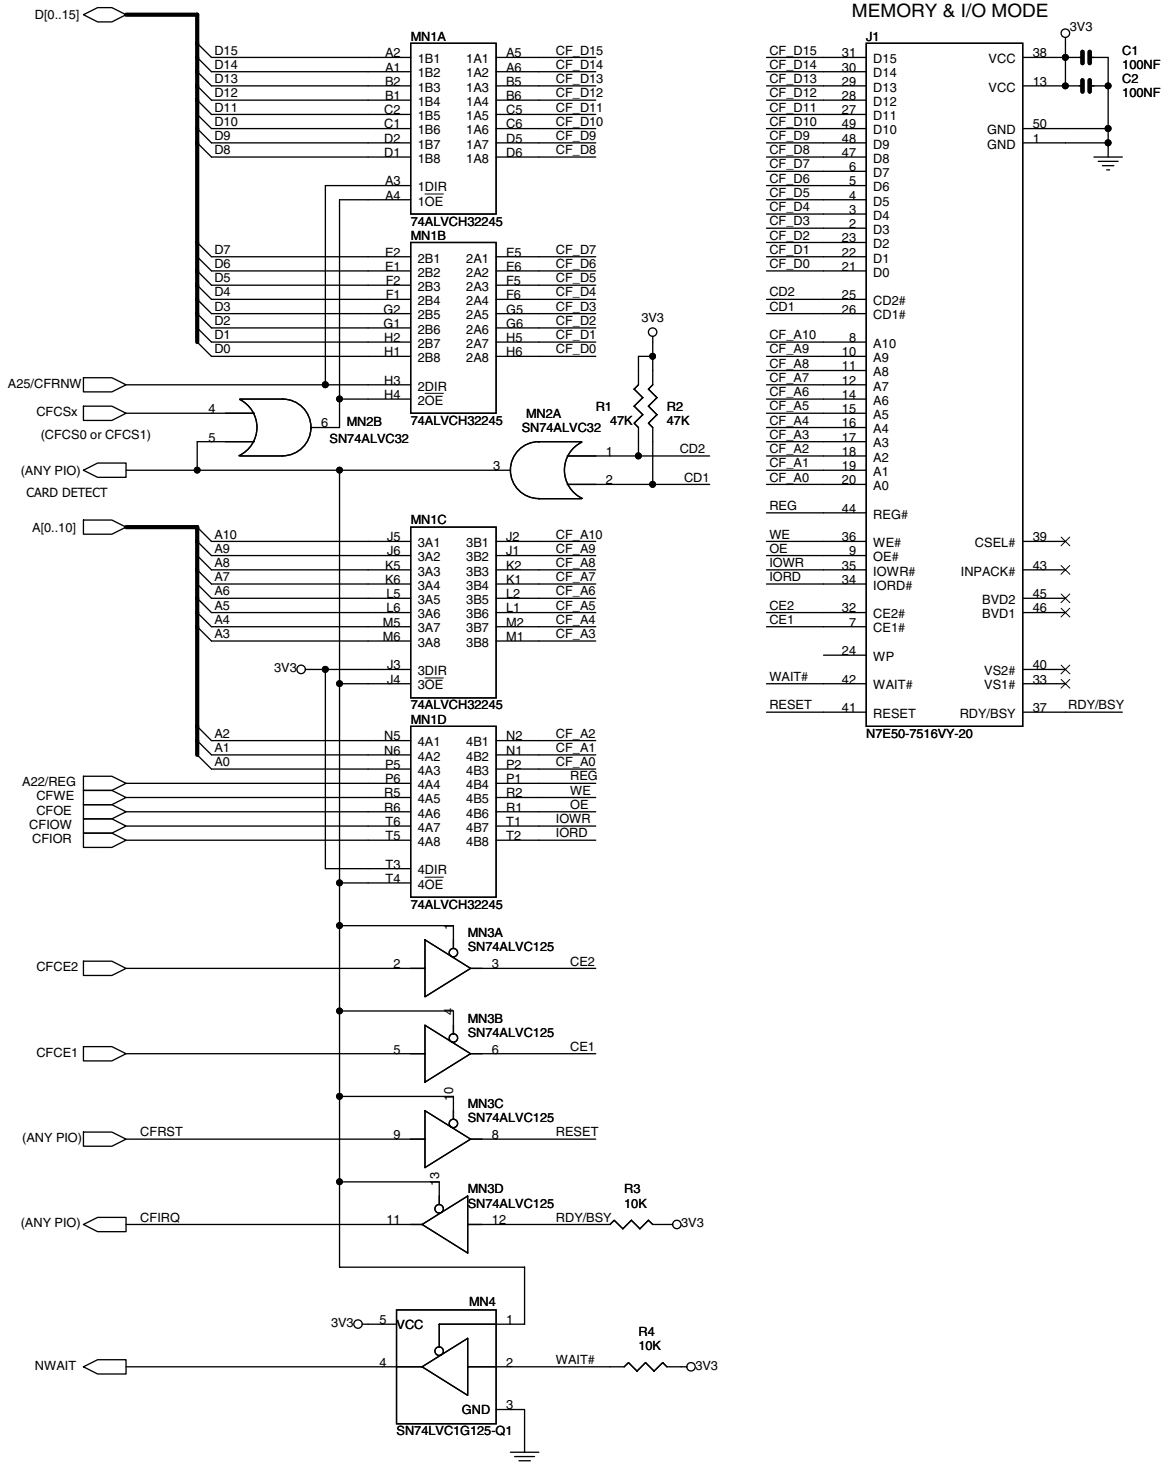 MEMORY & I/O MODE
D[0..15]
MN1A
D15 A2 1B1 1A1 A5 CF_D15
D14 A1 1B2 1A2 A6 CF_D14
D13 B2 1B3 1A3 B5 CF_D13
D12 B1 1B4 1A4 B6 CF_D12
D11 C2 1B5 1A5 C5 CF_D11
D10 C1 1B6 1A6 C6 CF_D10
D9 D2 1B7 1A7 D5 CF_D9
D8 D1 1B8 1A8 D6 CF_D8
A3 1DIR
A4 1OE
74ALVCH32245
MN1B
D7 E2 2B1 2A1 E5 CF_D7
D6 E1 2B2 2A2 E6 CF_D6
D5 F2 2B3 2A3 F5 CF_D5
D4 F1 2B4 2A4 F6 CF_D4
D3 G2 2B5 2A5 G5 CF_D3
D2 G1 2B6 2A6 G6 CF_D2
D1 H2 2B7 2A7 H5 CF_D1
D0 H1 2B8 2A8 H6 CF_D0
A25/CFRNW H3 2DIR
H4 2OE
74ALVCH32245
CFCSx 4
(CFCS0 or CFCS1)
5
6
MN2B
SN74ALVC32
3V3
R1
47K
R2
47K
MN2A
SN74ALVC32
1 CD2
2 CD1
3
(ANY PIO)
CARD DETECT
A[0..10]
MN1C
A10 J5 3A1 3B1 J2 CF_A10
A9 J6 3A2 3B2 J1 CF_A9
A8 K5 3A3 3B3 K2 CF_A8
A7 K6 3A4 3B4 K1 CF_A7
A6 L5 3A5 3B5 L2 CF_A6
A5 L6 3A6 3B6 L1 CF_A5
A4 M5 3A7 3B7 M2 CF_A4
A3 M6 3A8 3B8 M1 CF_A3
3V3 J3 3DIR
J4 3OE
74ALVCH32245
MN1D
A2 N5 4A1 4B1 N2 CF_A2
A1 N6 4A2 4B2 N1 CF_A1
A0 P5 4A3 4B3 P2 CF_A0
A22/REG P6 4A4 4B4 P1 REG
CFWE R5 4A5 4B5 R2 WE
CFOE R6 4A6 4B6 R1 OE
CFIOW T6 4A7 4B7 T1 IOWR
CFIOR T5 4A8 4B8 T2 IORD
T3 4DIR
T4 4OE
74ALVCH32245
1
MN3A
SN74ALVC125
CFCE2 2 3 CE2
4
MN3B
SN74ALVC125
CFCE1 5 6 CE1
10
MN3C
SN74ALVC125
(ANY PIO) CFRST 9 8 RESET
13
MN3D
SN74ALVC125
R3
10K
(ANY PIO) CFIRQ 11 12 RDY/BSY 3V3
MN4
3V3 5 VCC 1
R4
10K
NWAIT 4 2 WAIT# 3V3
GND 3
SN74LVC1G125-Q1
J1
3V3
CF_D15 31 D15 VCC 38
CF_D14 30 D14
CF_D13 29 D13 VCC 13
CF_D12 28 D12
CF_D11 27 D11
CF_D10 49 D10 GND 50
CF_D9 48 D9 GND 1
CF_D8 47 D8
CF_D7 6 D7
CF_D6 5 D6
CF_D5 4 D5
CF_D4 3 D4
CF_D3 2 D3
CF_D2 23 D2
CF_D1 22 D1
CF_D0 21 D0
C1
100NF
C2
100NF
CD2 25 CD2#
CD1 26 CD1#
CF_A10 8 A10
CF_A9 10 A9
CF_A8 11 A8
CF_A7 12 A7
CF_A6 14 A6
CF_A5 15 A5
CF_A4 16 A4
CF_A3 17 A3
CF_A2 18 A2
CF_A1 19 A1
CF_A0 20 A0
REG 44 REG#
WE 36 WE# CSEL# 39
OE 9 OE#
IOWR 35 IOWR# INPACK# 43
IORD 34 IORD#
BVD2 45
CE2 32 CE2# BVD1 46
CE1 7 CE1#
24 WP
VS2# 40
WAIT# 42 WAIT# VS1# 33
RESET 41 RESET RDY/BSY 37 RDY/BSY
N7E50-7516VY-20